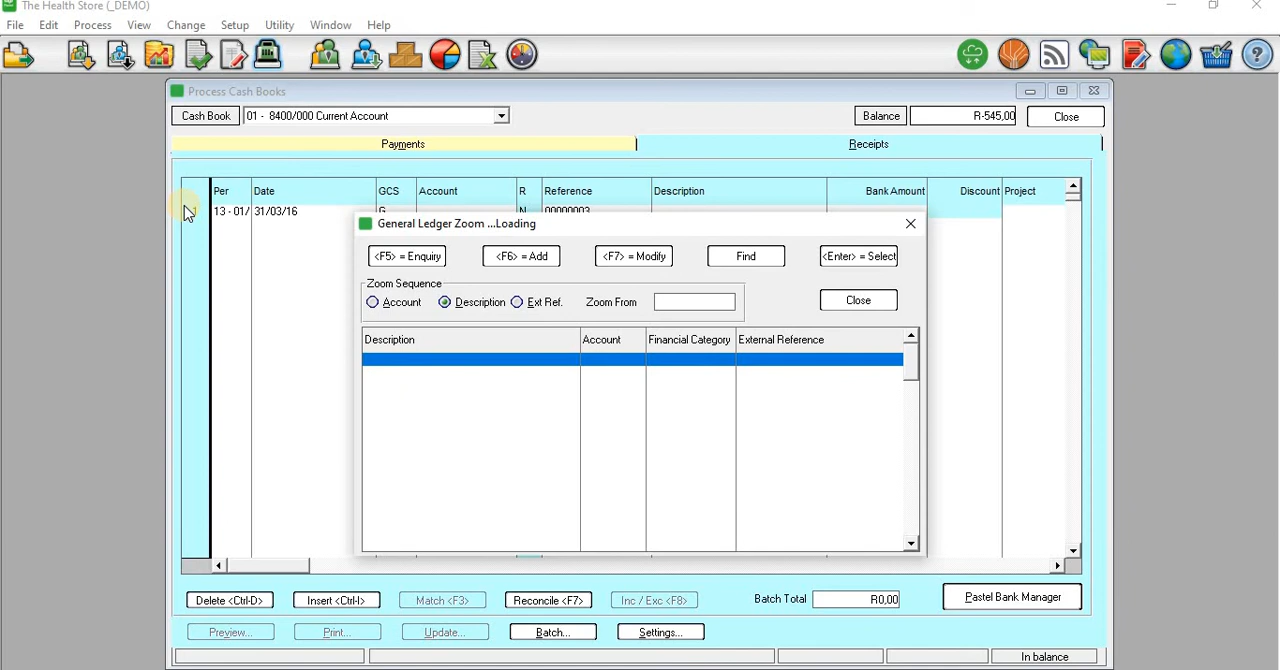 The Health Store (_DEMO)
File Edit Process View Change Setup Utility Window Help
Process Cash Books
Cash Book 01 - 8400/000 Current Account Balance R-545,00 Close
Payments Receipts
Per Date GCS Account R Reference Description Bank Amount Discount Project
13 - 01/ 31/03/16 G N 00000003
General Ledger Zoom ...Loading
<F5> = Enquiry <F6> = Add <F7> = Modify Find <Enter> = Select
Zoom Sequence
Account Description Ext Ref. Zoom From Close
Description Account Financial Category External Reference
Delete <Ctrl-D> Insert <Ctrl-I> Match <F3> Reconcile <F7> Inc / Exc <F8> Batch Total R0,00 Pastel Bank Manager
Preview... Print... Update... Batch... Settings...
In balance